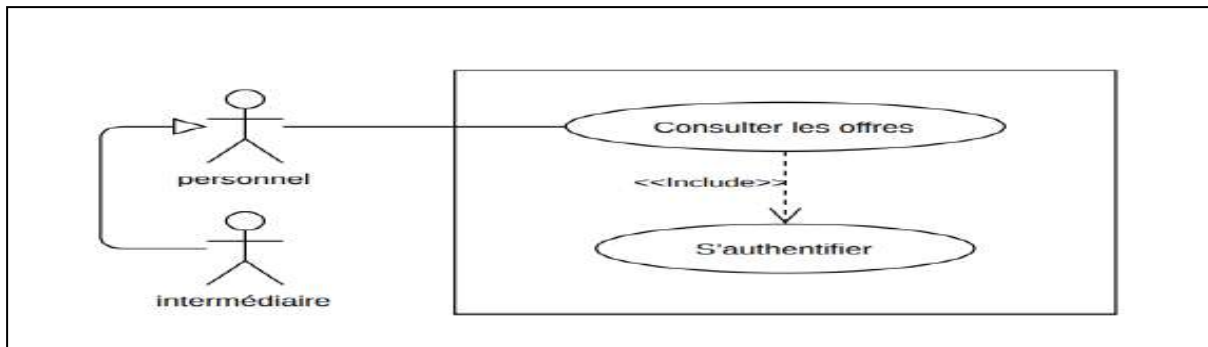 Consulter les offres
personnel
<<Include>>
S'authentifier
intermédiaire